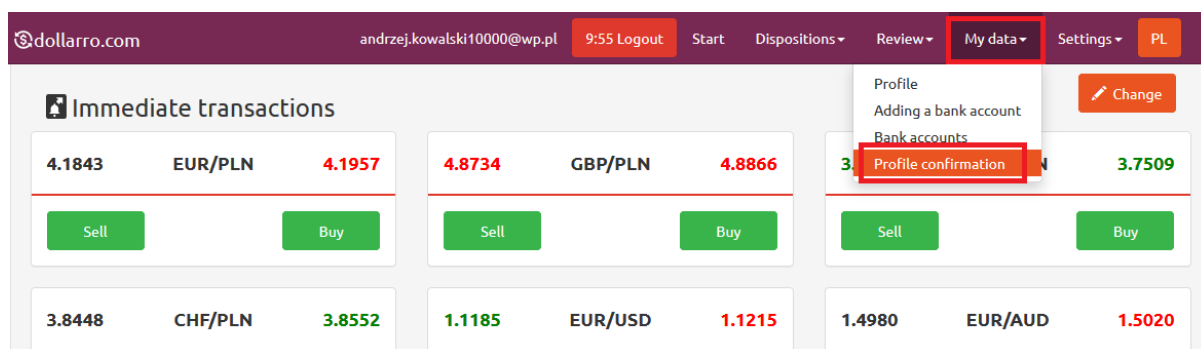 dollarro.com andrzej.kowalski10000@wp.pl 9:55 Logout Start Dispositions My data Review Settings PL
Profile
Adding a bank account
Bank accounts
Profile confirmation
Immediate transactions Change
4.1843 EUR/PLN 4.1957 4.8734 GBP/PLN 4.8866 3. N 3.7509
Sell Buy Sell Buy Sell Buy
3.8448 CHF/PLN 3.8552 1.1185 EUR/USD 1.1215 1.4980 EUR/AUD 1.5020